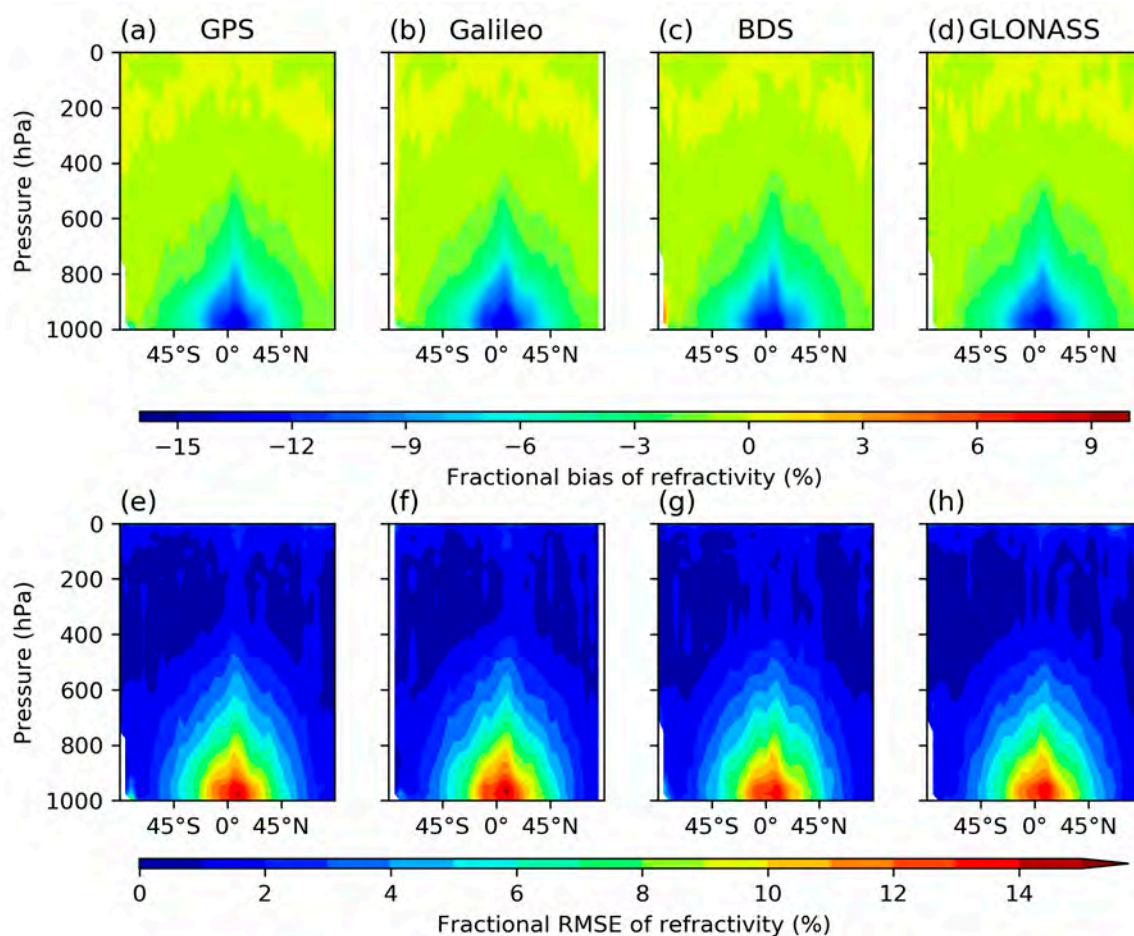 (a) GPS (b) Galileo (c) BDS (d) GLONASS
0
200
400
600
800
1000
Pressure (hPa)
45°S 0° 45°N 45°S 0° 45°N 45°S 0° 45°N 45°S 0° 45°N
−15 −12 −9 −6 −3 0 3 6 9
Fractional bias of refractivity (%)
(e) (f) (g) (h)
0
200
400
600
800
1000
Pressure (hPa)
45°S 0° 45°N 45°S 0° 45°N 45°S 0° 45°N 45°S 0° 45°N
0 2 4 6 8 10 12 14
Fractional RMSE of refractivity (%)